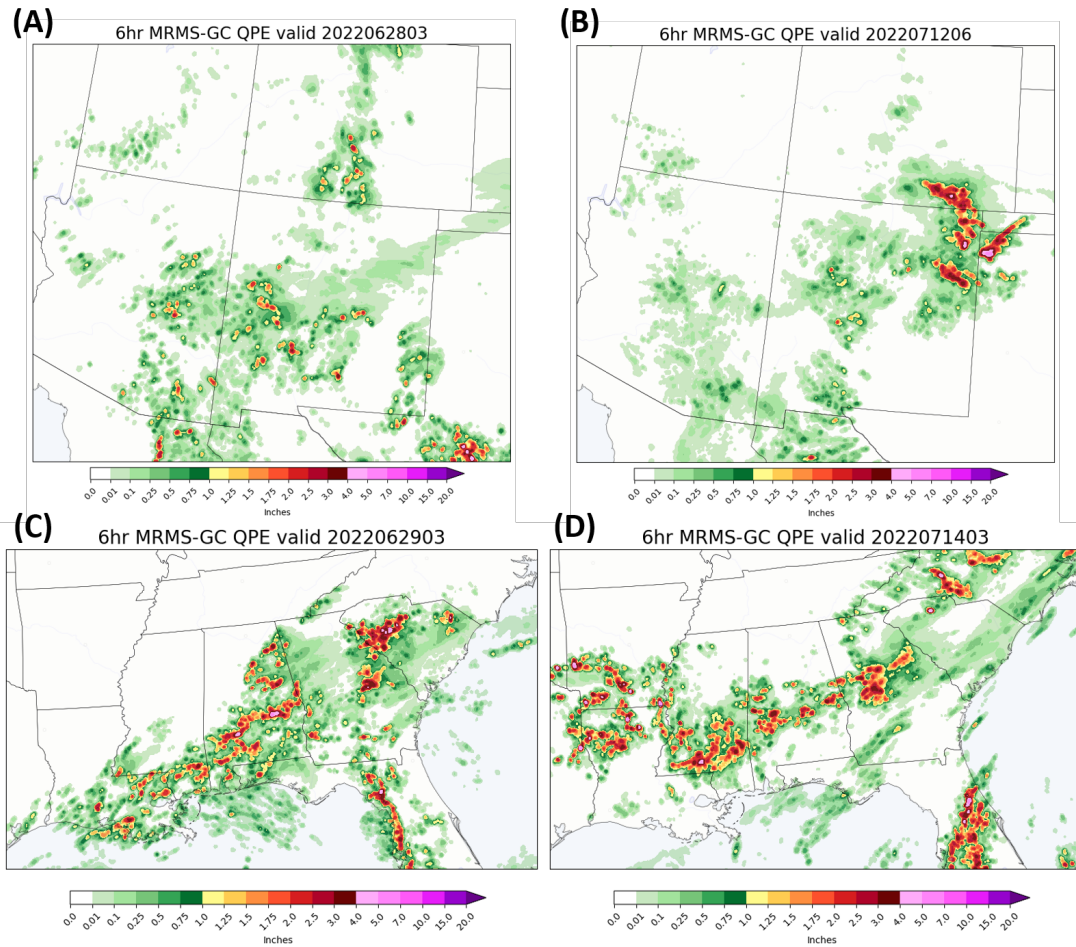 (A)
6hr MRMS-GC QPE valid 2022062803
0.0 0.01 0.1 0.25 0.5 0.75 1.0 1.25 1.5 1.75 2.0 2.5 3.0 4.0 5.0 7.0 10.0 15.0 20.0
Inches
(B)
6hr MRMS-GC QPE valid 2022071206
0.0 0.01 0.1 0.25 0.5 0.75 1.0 1.25 1.5 1.75 2.0 2.5 3.0 4.0 5.0 7.0 10.0 15.0 20.0
Inches
(C)
6hr MRMS-GC QPE valid 2022062903
0.0 0.01 0.1 0.25 0.5 0.75 1.0 1.25 1.5 1.75 2.0 2.5 3.0 4.0 5.0 7.0 10.0 15.0 20.0
Inches
(D)
6hr MRMS-GC QPE valid 2022071403
0.0 0.01 0.1 0.25 0.5 0.75 1.0 1.25 1.5 1.75 2.0 2.5 3.0 4.0 5.0 7.0 10.0 15.0 20.0
Inches